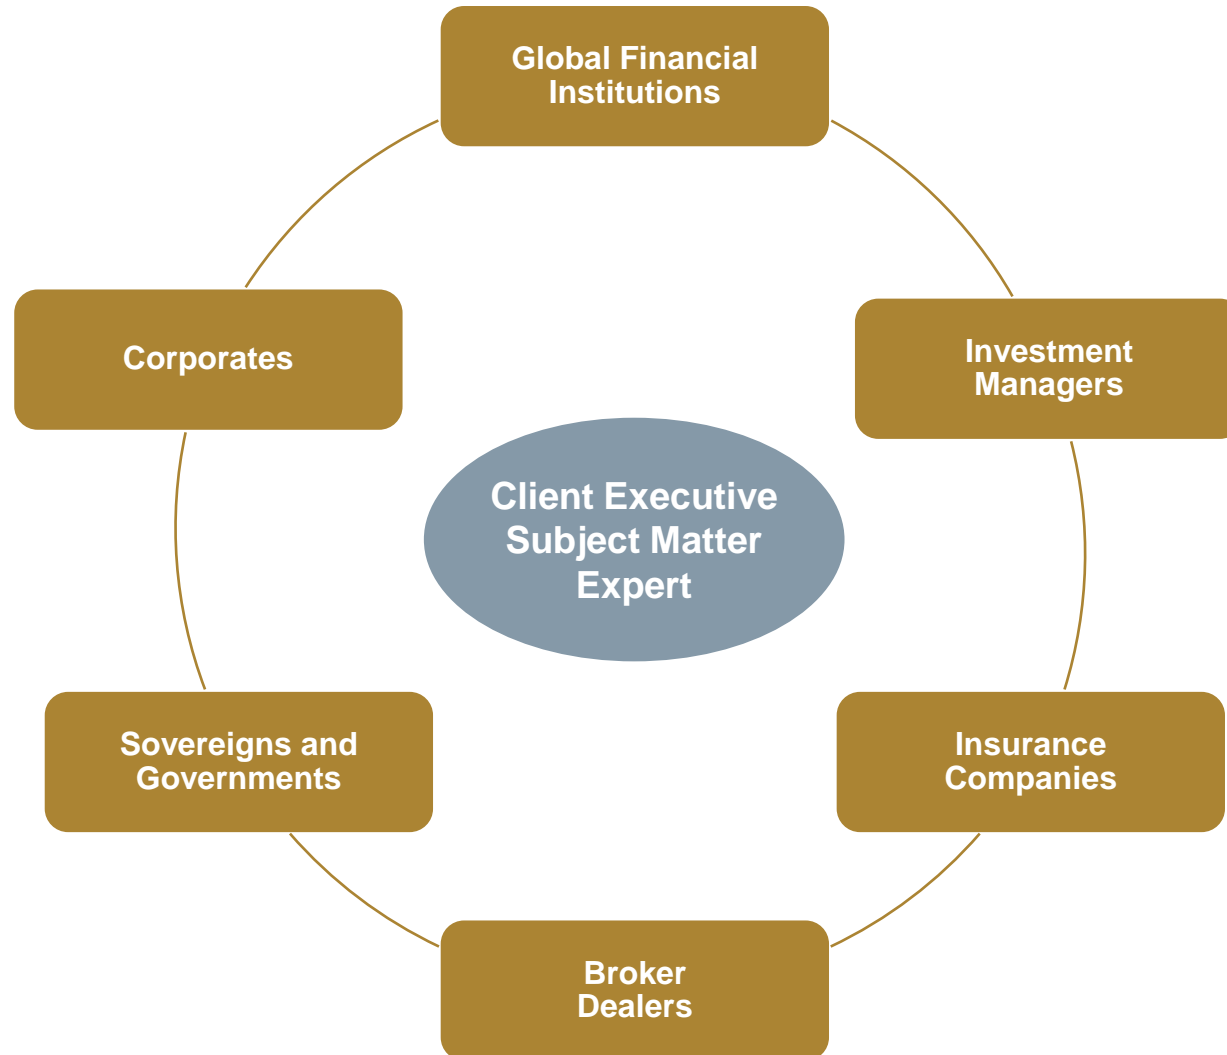 Global Financial
Institutions
Corporates
Investment
Managers
Client Executive
Subject Matter
Expert
Sovereigns and
Governments
Insurance
Companies
Broker
Dealers